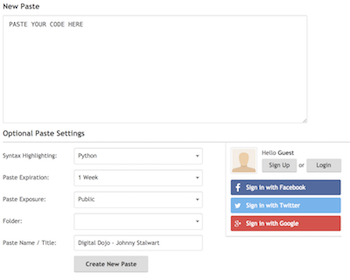 New Paste
PASTE YOUR CODE HERE
Optional Paste Settings
Syntax Highlighting: Python
Paste Expiration: 1 Week
Paste Exposure: Public
Folder:
Paste Name / Title: Digital Dojo - Johnny Stalwart
Create New Paste
Hello Guest
Sign Up or Login
f Sign in with Facebook
Sign in with Twitter
g+ Sign in with Google